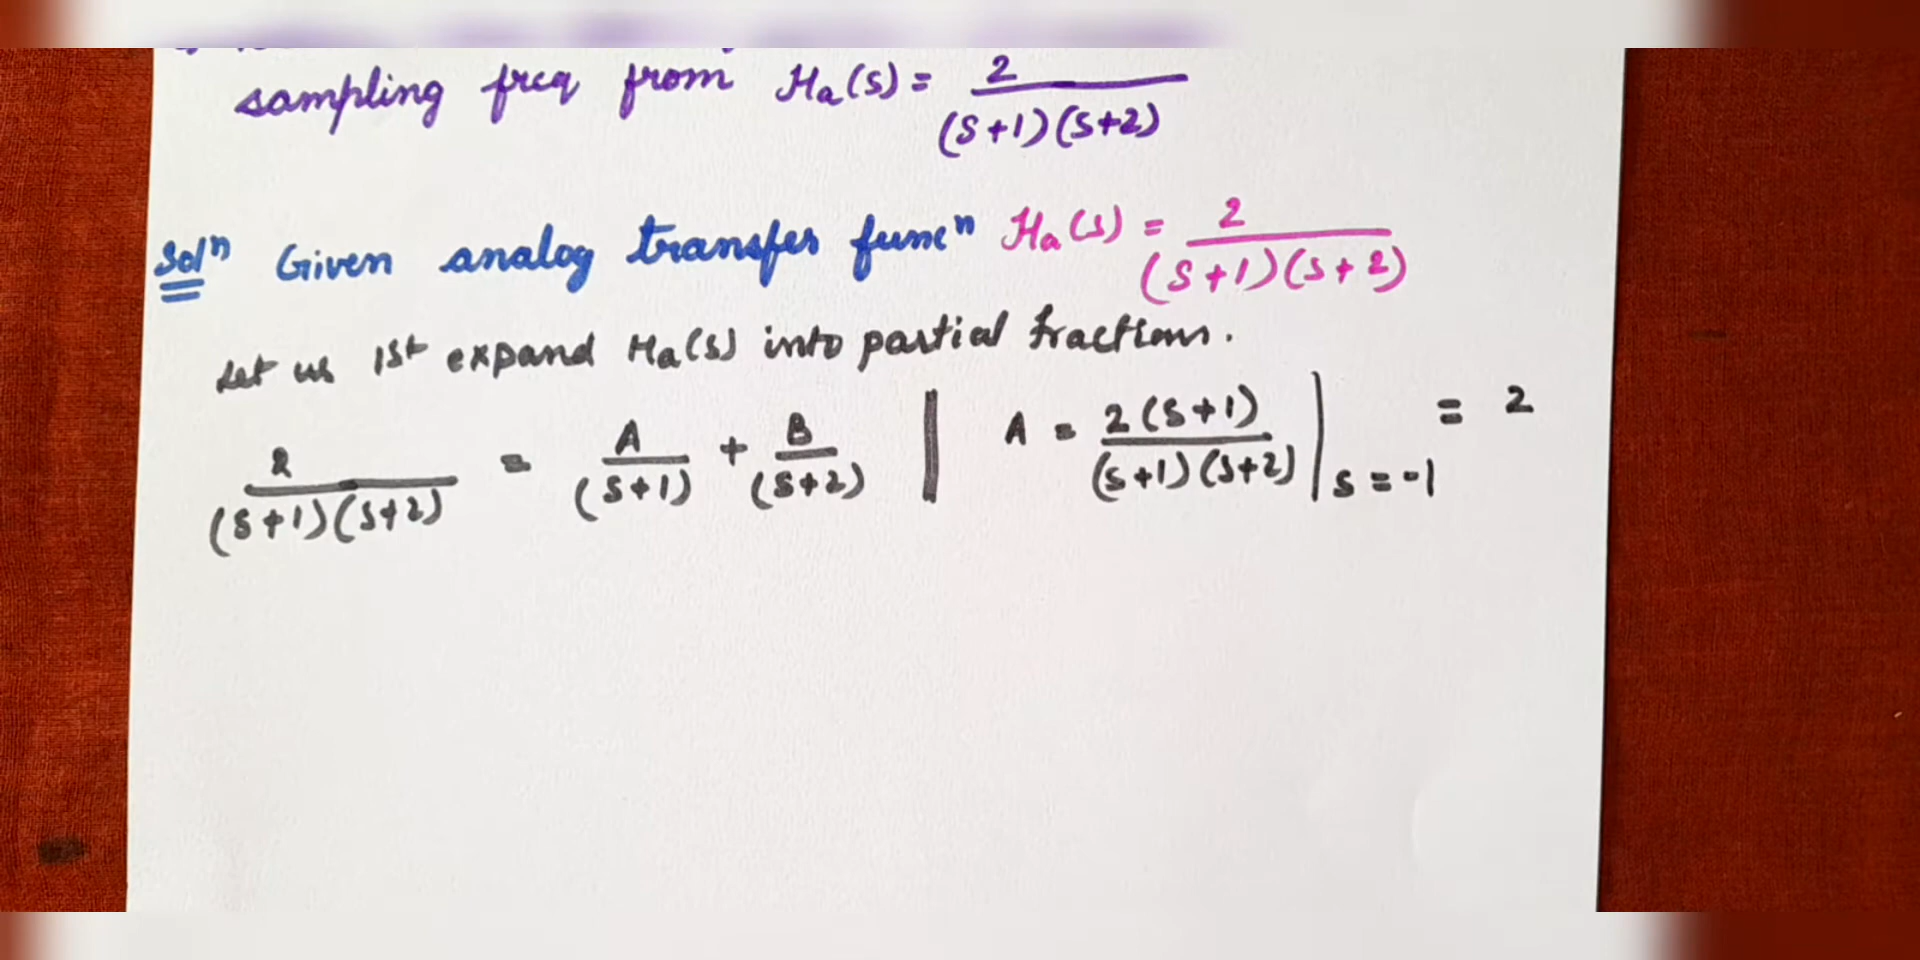 sampling freq from Ha(s) = 2 / (s+1)(s+2)
Solⁿ Given analog transfer funcⁿ Ha(s) = 2 / (s+1)(s+2)
Let us 1st expand Ha(s) into partial fractions.
2 / (s+1)(s+2) = A / (s+1) + B / (s+2) | A = 2(s+1) / (s+1)(s+2) | s = -1 = 2